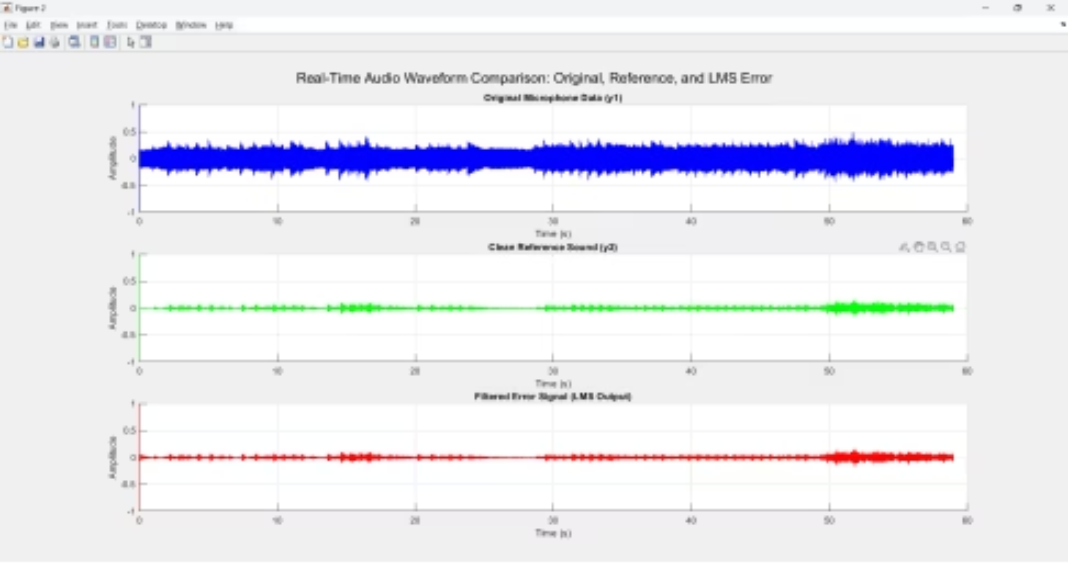 Figure 2
File Edit View Insert Tools Desktop Window Help
Real-Time Audio Waveform Comparison: Original, Reference, and LMS Error
Original Microphone Data (y1)
Amplitude
1
0.5
0
-0.5
-1
0 10 20 30 40 50 60
Time (s)
Clean Reference Sound (y2)
Amplitude
1
0.5
0
-0.5
-1
0 10 20 30 40 50 60
Time (s)
Filtered Error Signal (LMS Output)
Amplitude
1
0.5
0
-0.5
-1
0 10 20 30 40 50 60
Time (s)